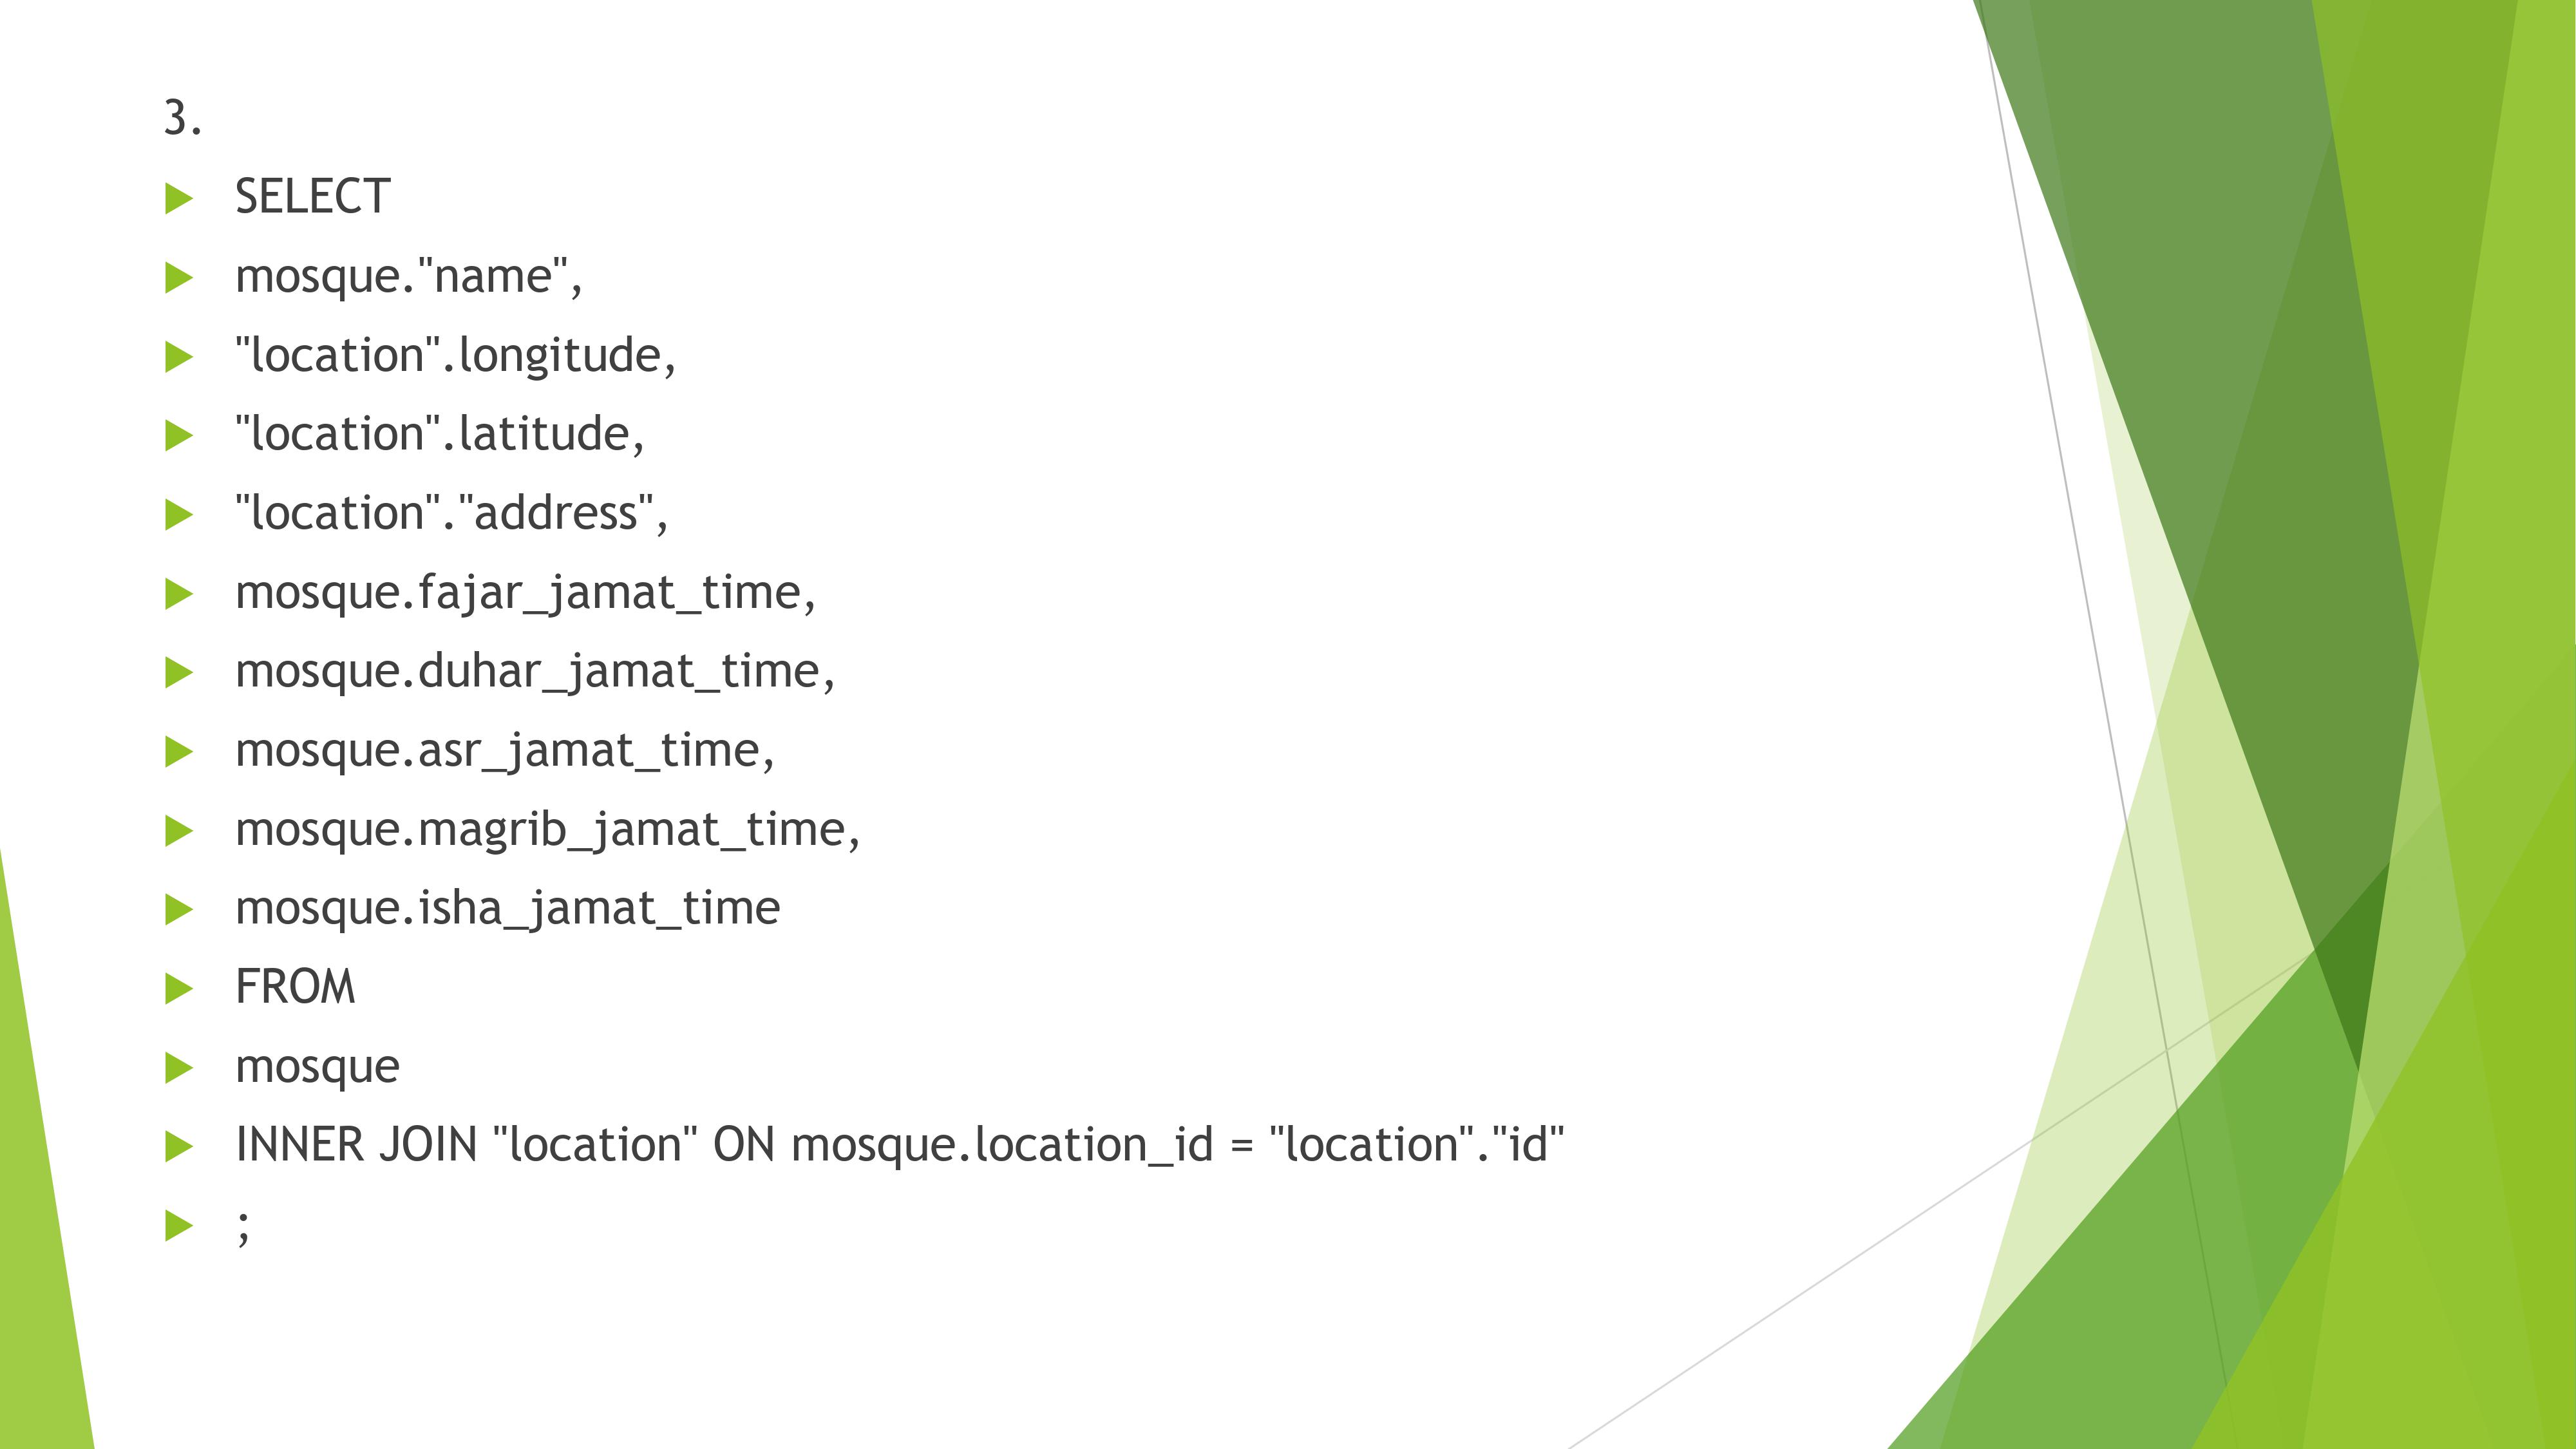 3.
SELECT
mosque."name",
"location".longitude,
"location".latitude,
"location"."address",
mosque.fajar_jamat_time,
mosque.duhar_jamat_time,
mosque.asr_jamat_time,
mosque.magrib_jamat_time,
mosque.isha_jamat_time
FROM
mosque
INNER JOIN "location" ON mosque.location_id = "location"."id"
;